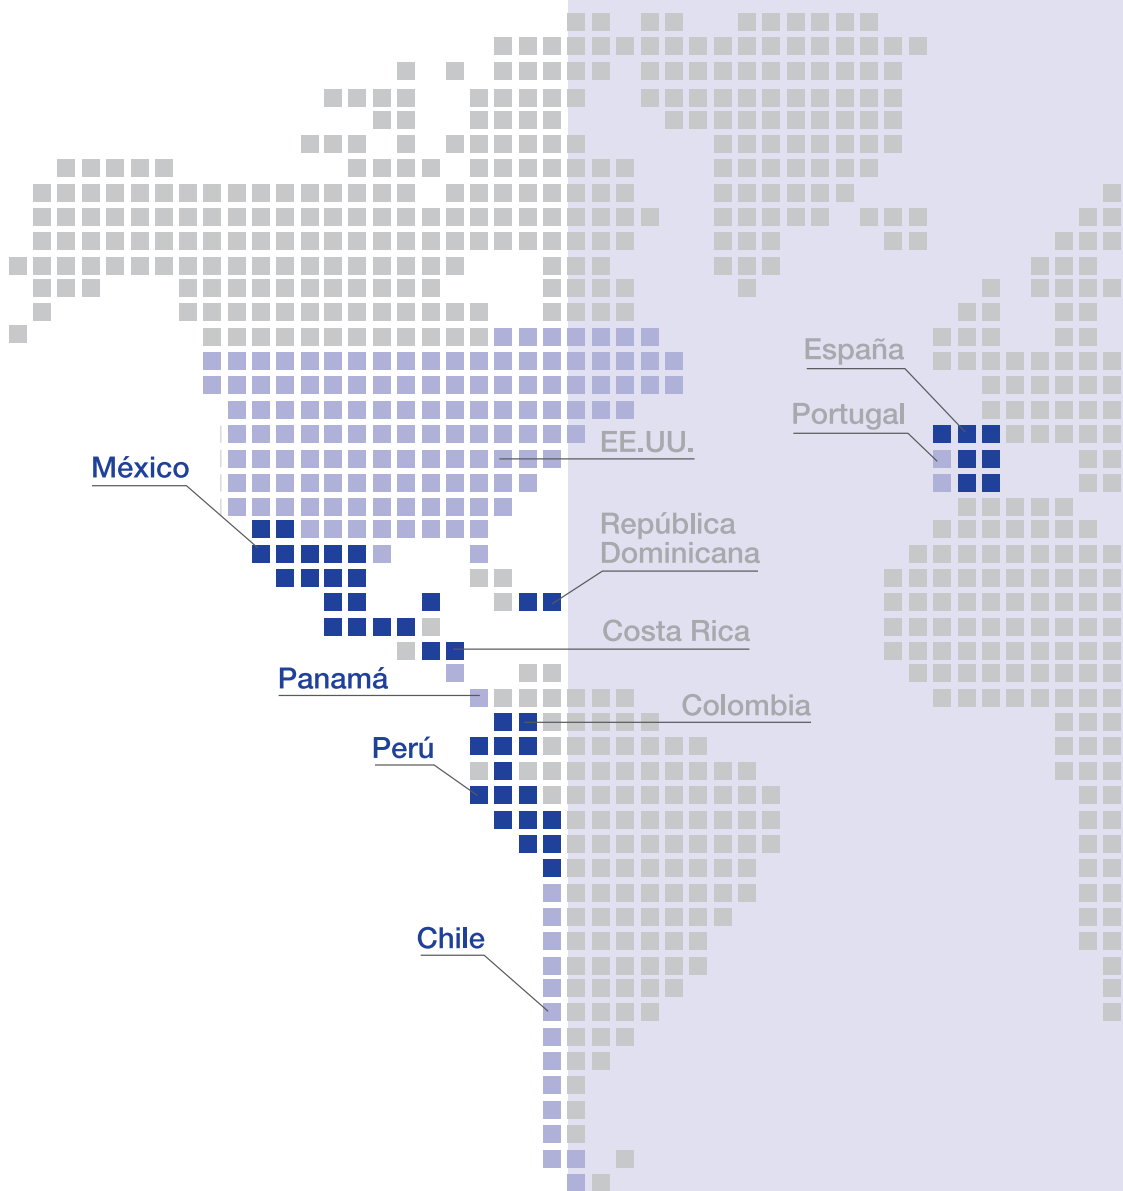 España
Portugal
EE.UU.
México
República
Dominicana
Costa Rica
Panamá
Colombia
Perú
Chile